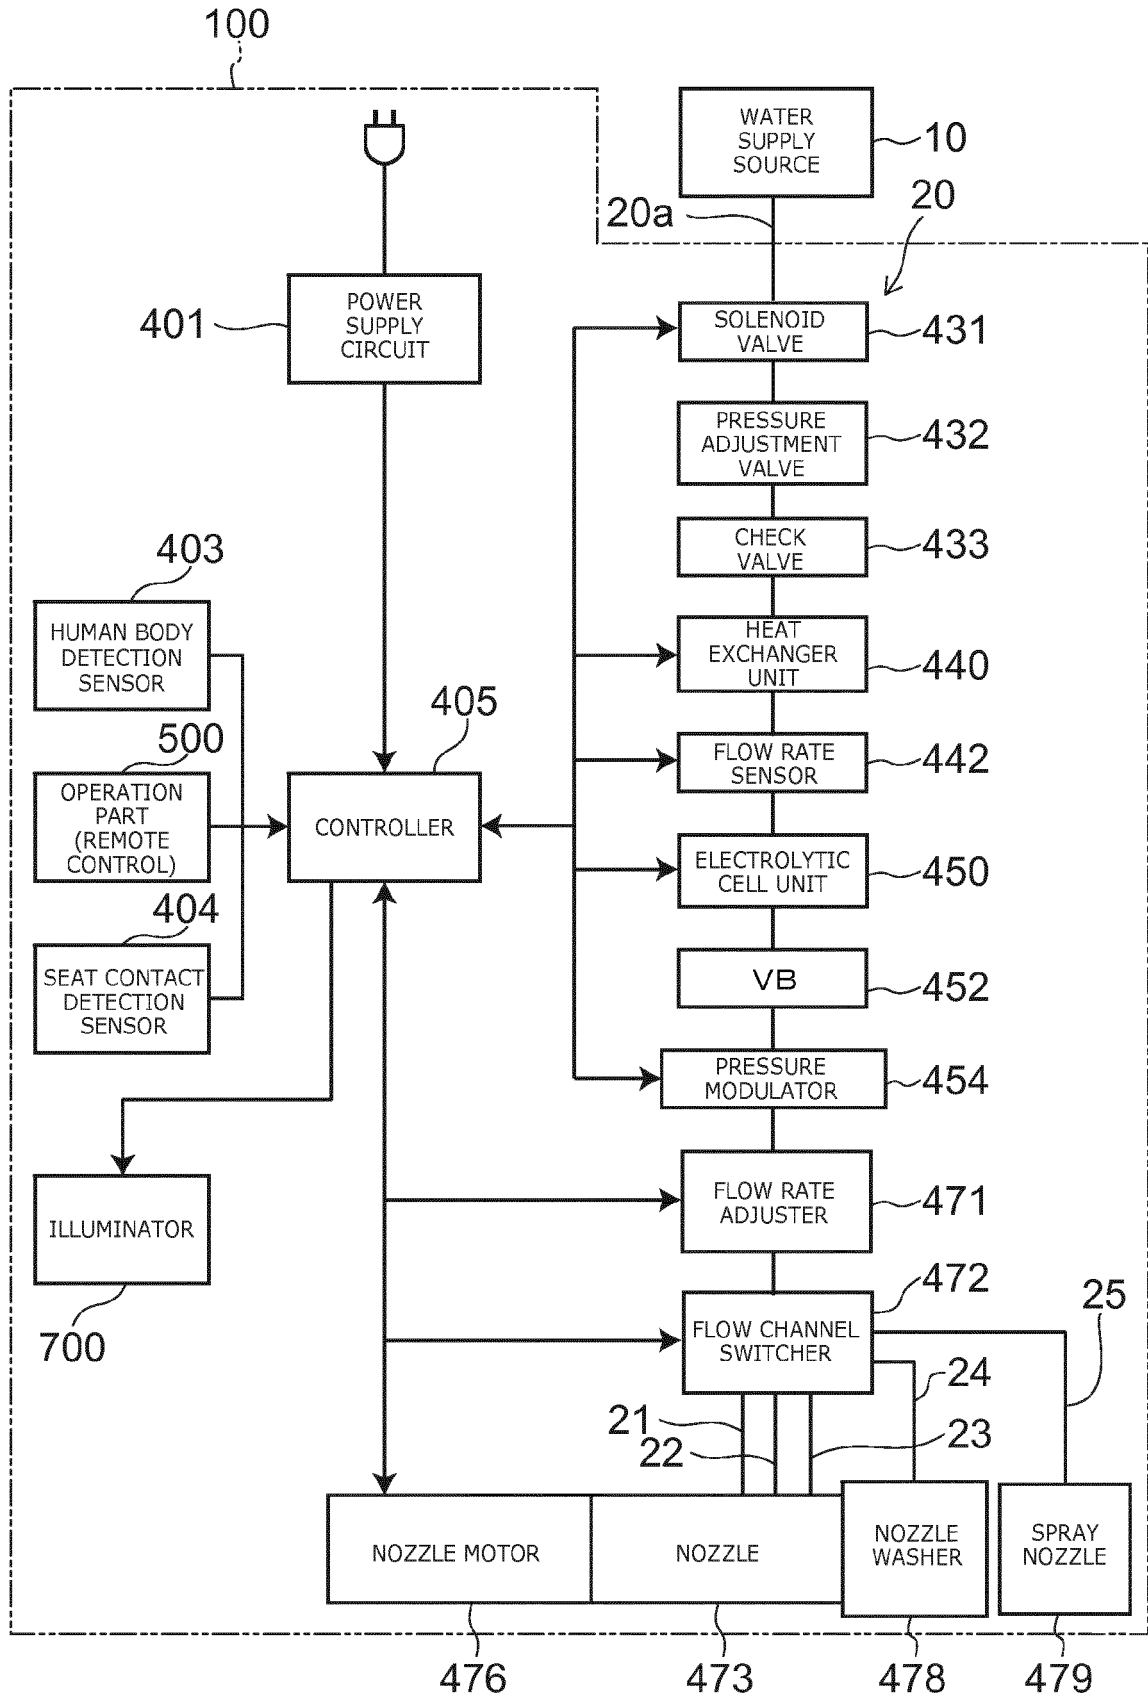 100
WATER
SUPPLY
SOURCE
10
20a
20
POWER
SUPPLY
CIRCUIT
401
SOLENOID
VALVE
431
PRESSURE
ADJUSTMENT
VALVE
432
CHECK
VALVE
433
403
HUMAN BODY
DETECTION
SENSOR
HEAT
EXCHANGER
UNIT
440
405
500
OPERATION
PART
(REMOTE
CONTROL)
CONTROLLER
FLOW RATE
SENSOR
442
ELECTROLYTIC
CELL UNIT
450
404
SEAT CONTACT
DETECTION
SENSOR
VB
452
PRESSURE
MODULATOR
454
ILLUMINATOR
700
FLOW RATE
ADJUSTER
471
472
FLOW CHANNEL
SWITCHER
25
24
21
22
23
NOZZLE MOTOR
NOZZLE
NOZZLE
WASHER
SPRAY
NOZZLE
476
473
478
479